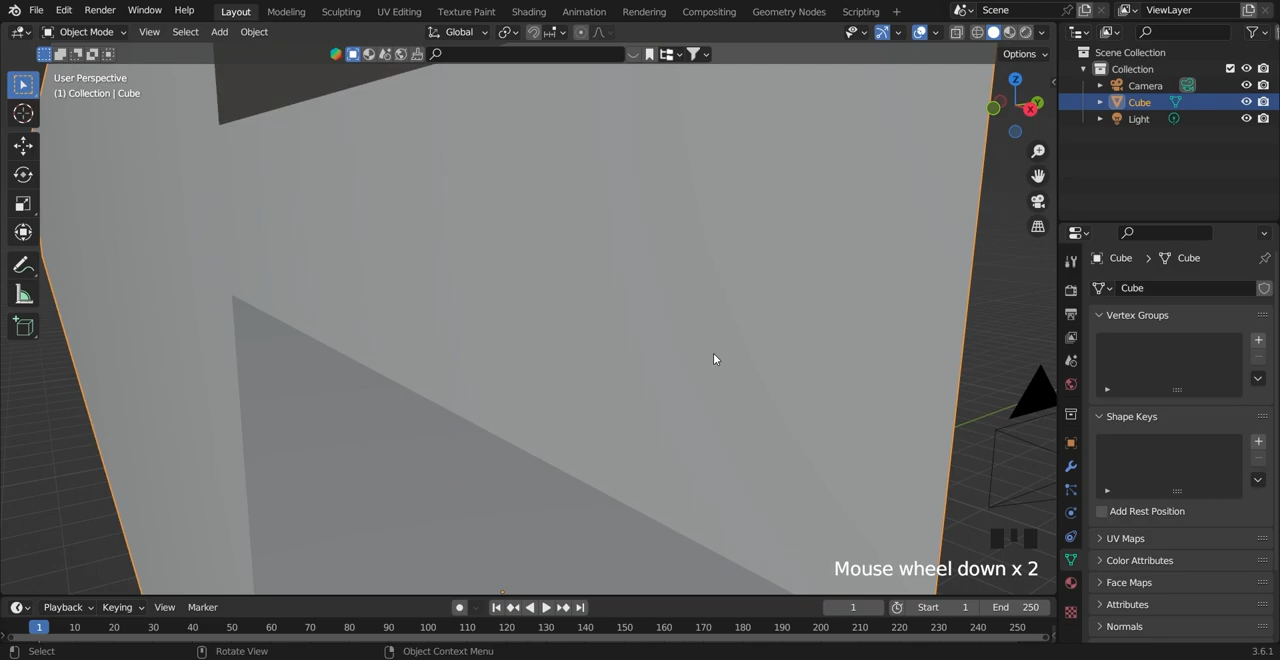 File Edit Render Window Help Layout Modeling Sculpting UV Editing Texture Paint Shading Animation Rendering Compositing Geometry Nodes Scripting + Scene ViewLayer
Object Mode View Select Add Object Global
Options
User Perspective
(1) Collection | Cube
Z
Y
X
Scene Collection
Collection
Camera
Cube
Light
Cube > Cube
Cube
Vertex Groups
Shape Keys
Add Rest Position
UV Maps
Color Attributes
Face Maps
Attributes
Normals
Mouse wheel down x 2
Playback Keying View Marker 1 Start 1 End 250
1 10 20 30 40 50 60 70 80 90 100 110 120 130 140 150 160 170 180 190 200 210 220 230 240 250
Select Rotate View Object Context Menu 3.6.1